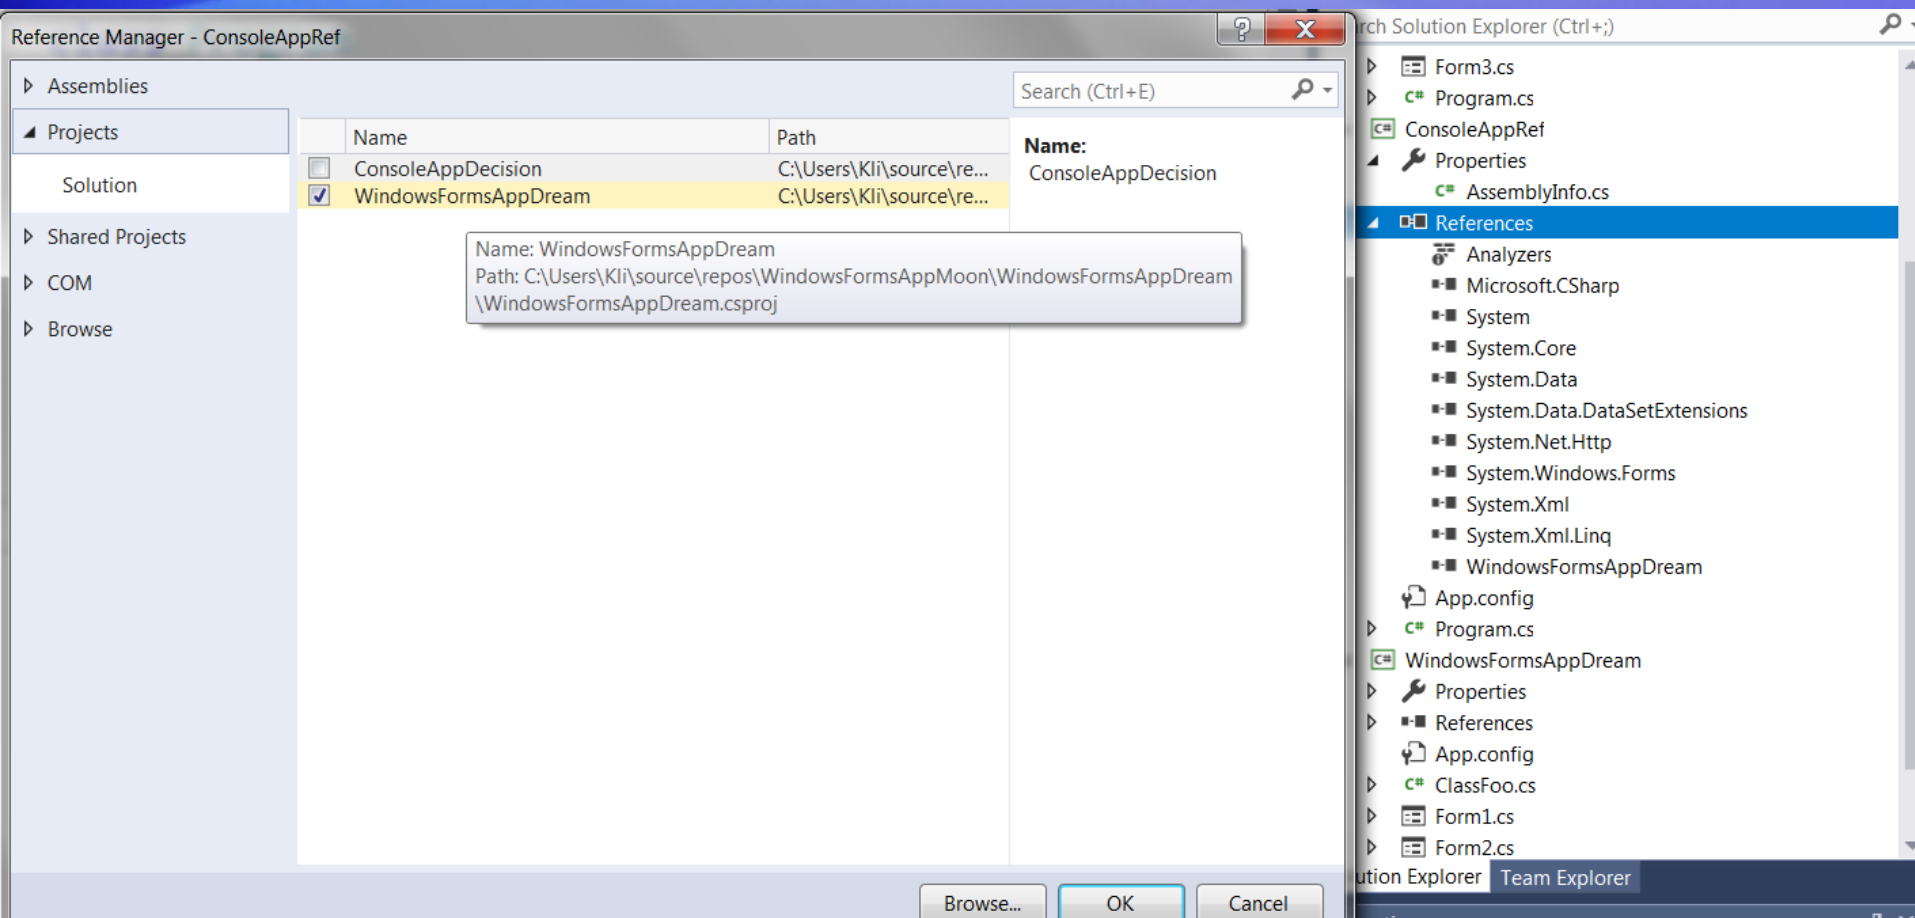 Reference Manager - ConsoleAppRef
?
X
Assemblies
Projects
Solution
Shared Projects
COM
Browse
Search (Ctrl+E)
Name Path
ConsoleAppDecision C:\Users\Kli\source\re...
WindowsFormsAppDream C:\Users\Kli\source\re...
Name:
ConsoleAppDecision
Name: WindowsFormsAppDream
Path: C:\Users\Kli\source\repos\WindowsFormsAppMoon\WindowsFormsAppDream
\WindowsFormsAppDream.csproj
Browse... OK Cancel
rch Solution Explorer (Ctrl+;)
Form3.cs
C# Program.cs
C# ConsoleAppRef
Properties
C# AssemblyInfo.cs
References
Analyzers
Microsoft.CSharp
System
System.Core
System.Data
System.Data.DataSetExtensions
System.Net.Http
System.Windows.Forms
System.Xml
System.Xml.Linq
WindowsFormsAppDream
App.config
C# Program.cs
C# WindowsFormsAppDream
Properties
References
App.config
C# ClassFoo.cs
Form1.cs
Form2.cs
ution Explorer Team Explorer